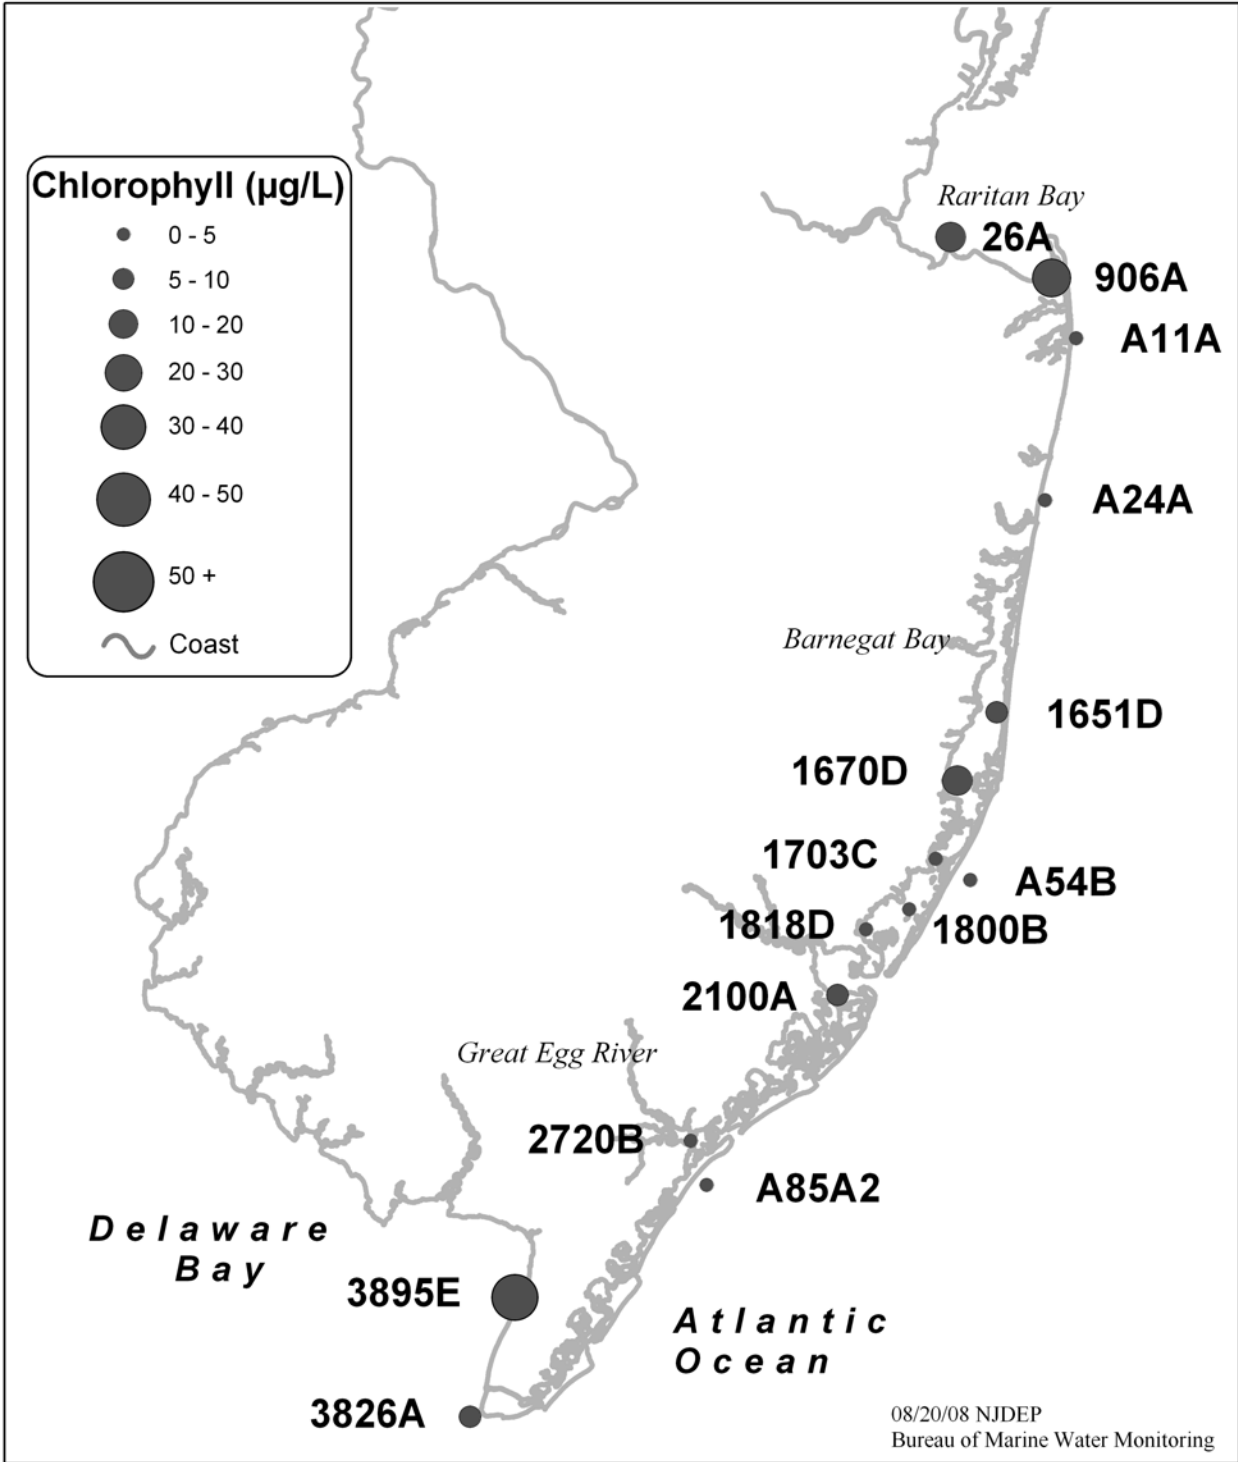 Chlorophyll (µg/L)
0 - 5
5 - 10
10 - 20
20 - 30
30 - 40
40 - 50
50 +
Coast
Raritan Bay
26A
906A
A11A
A24A
Barnegat Bay
1651D
1670D
1703C
A54B
1818D
1800B
2100A
Great Egg River
2720B
A85A2
Delaware
Bay
3895E
Atlantic
Ocean
3826A
08/20/08 NJDEP
Bureau of Marine Water Monitoring